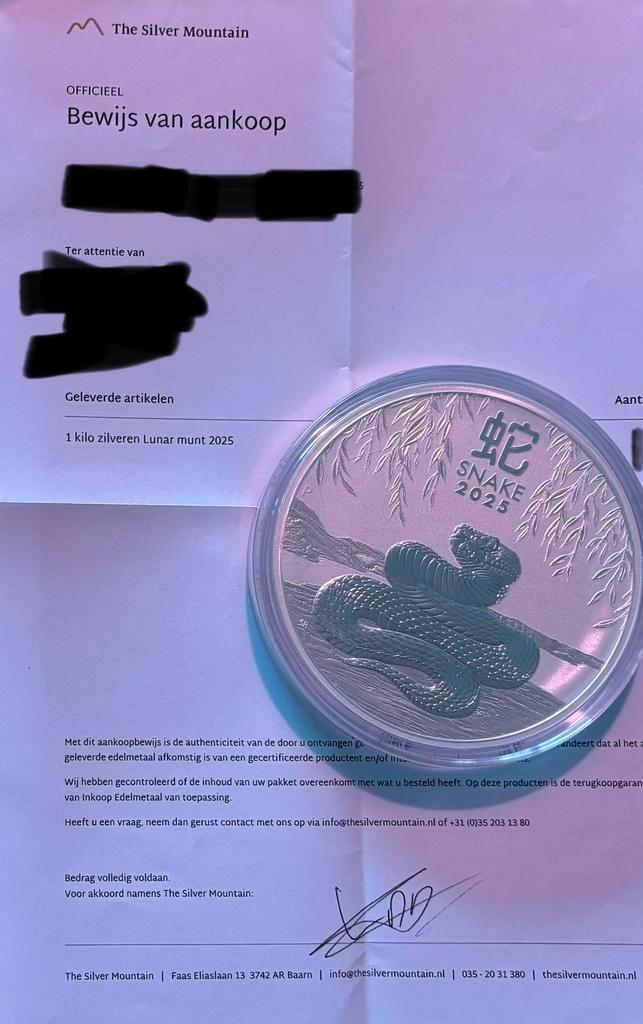 The Silver Mountain
OFFICIEEL
Bewijs van aankoop
Ter attentie van
Geleverde artikelen
Aant
1 kilo zilveren Lunar munt 2025
蛇
SNAKE
2025
Met dit aankoopbewijs is de authenticiteit van de door u ontvangen dat al het
geleverde edelmetaal afkomstig is van een gecertificeerde producent en/of
Wij hebben gecontroleerd of de inhoud van uw pakket overeenkomt met wat u besteld heeft. Op deze producten is de terugkoopgaran
van Inkoop Edelmetaal van toepassing.
Heeft u een vraag, neem dan gerust contact met ons op via info@thesilvermountain.nl of +31 (0)35 203 13 80
Bedrag volledig voldaan.
Voor akkoord namens The Silver Mountain:
The Silver Mountain | Faas Eliaslaan 13 3742 AR Baarn | info@thesilvermountain.nl | 035 - 20 31 380 | thesilvermountain.nl